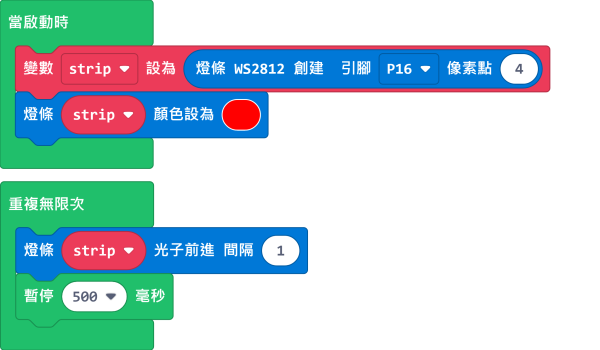 當啟動時
變數 strip 設為 燈條 WS2812 創建 引腳 P16 像素點 4
燈條 strip 顏色設為
重複無限次
燈條 strip 光子前進 間隔 1
暫停 500 毫秒